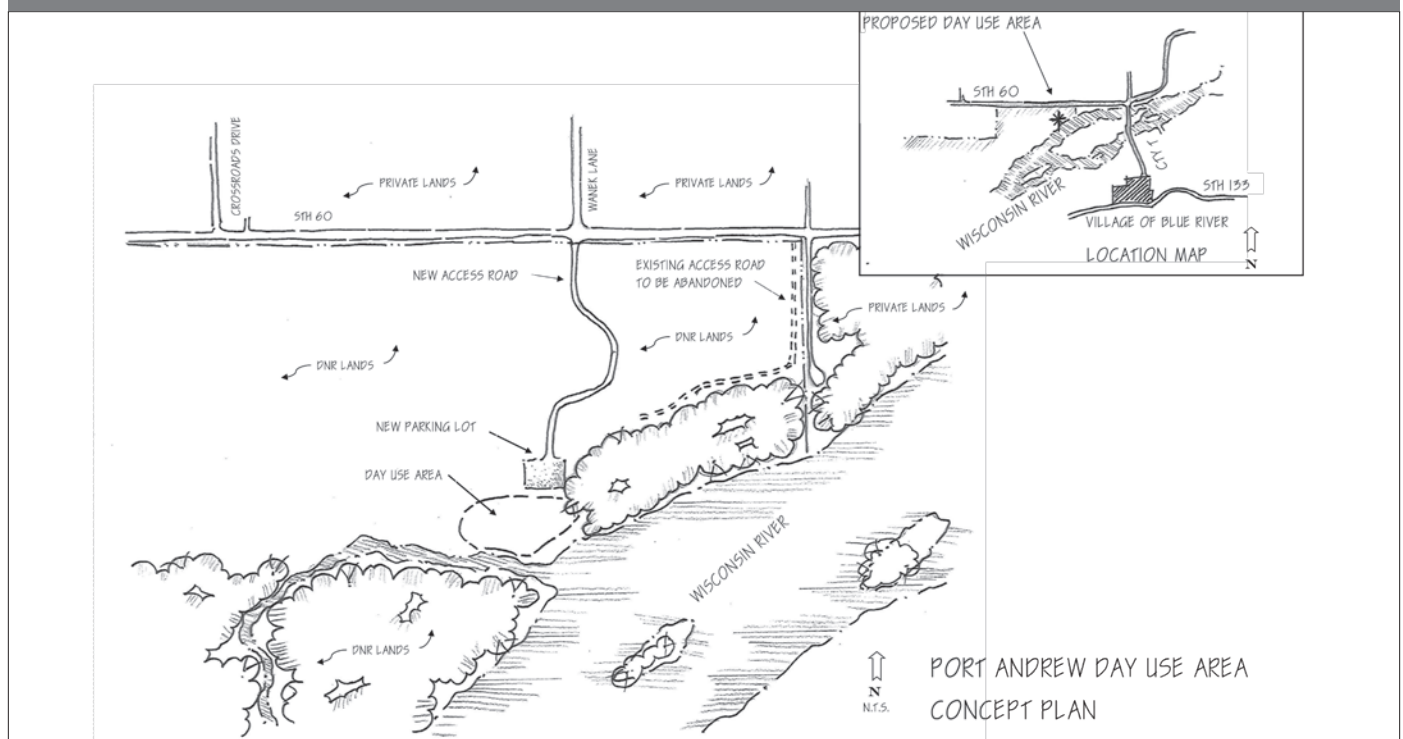 PROPOSED DAY USE AREA
STH 60
CTY T
STH 133
WISCONSIN RIVER
VILLAGE OF BLUE RIVER
LOCATION MAP
N
CROSSROADS DRIVE
WANEK LANE
PRIVATE LANDS
PRIVATE LANDS
STH 60
NEW ACCESS ROAD
EXISTING ACCESS ROAD
TO BE ABANDONED
PRIVATE LANDS
DNR LANDS
DNR LANDS
NEW PARKING LOT
DAY USE AREA
WISCONSIN RIVER
DNR LANDS
N
N.T.S.
PORT ANDREW DAY USE AREA
CONCEPT PLAN